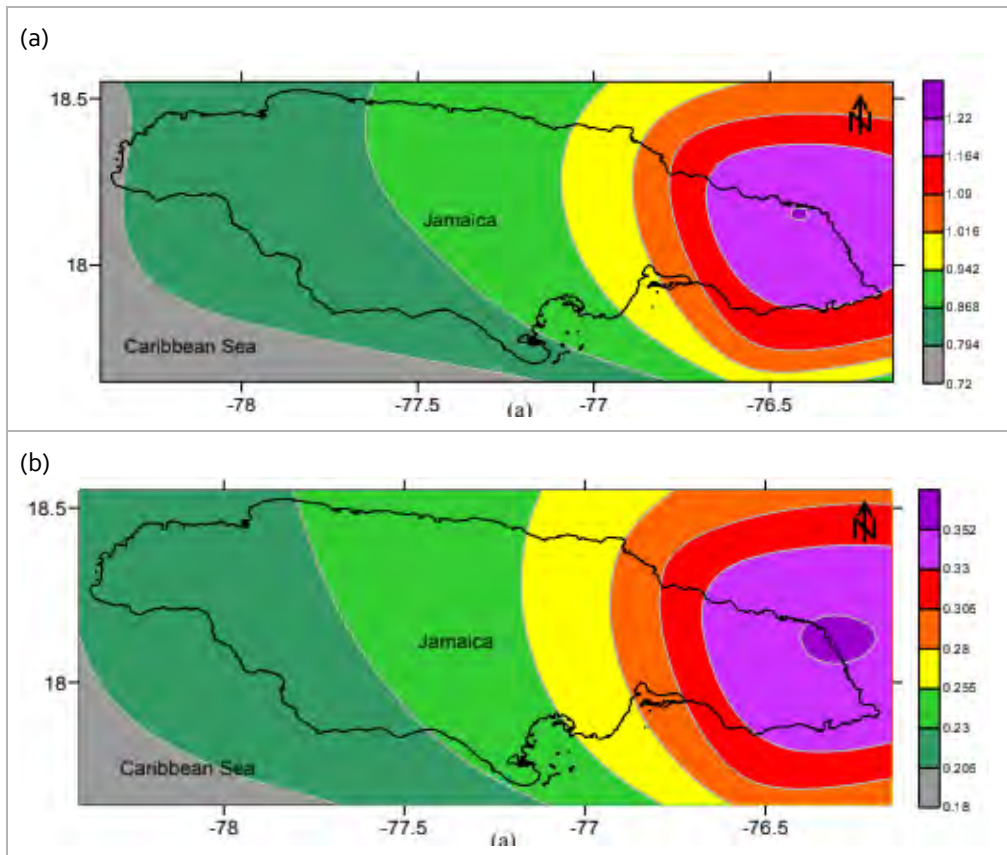 (a)
18.5
18
Jamaica
Caribbean Sea
-78
-77.5
-77
-76.5
(a)
N
1.22
1.164
1.09
1.016
0.942
0.868
0.794
0.72
(b)
18.5
18
Jamaica
Caribbean Sea
-78
-77.5
-77
-76.5
(a)
N
0.352
0.33
0.305
0.28
0.255
0.23
0.205
0.18